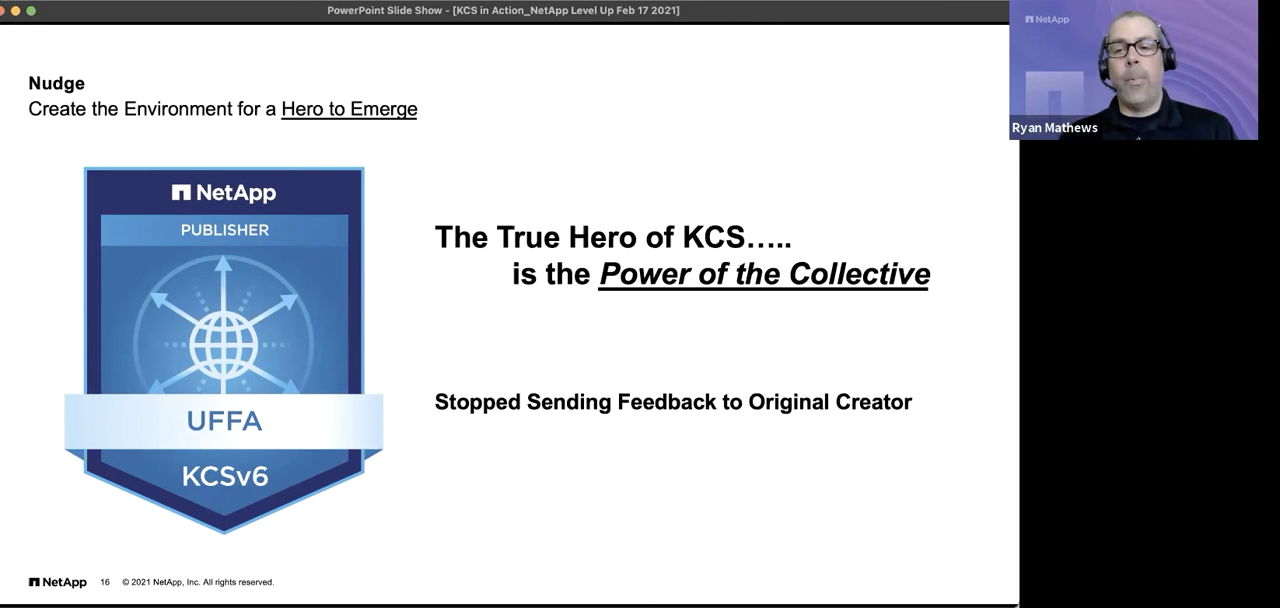 PowerPoint Slide Show - [KCS in Action_NetApp Level Up Feb 17 2021]
NetApp
Ryan Mathews
Nudge
Create the Environment for a Hero to Emerge
NetApp
PUBLISHER
UFFA
KCSv6
The True Hero of KCS…..
is the Power of the Collective
Stopped Sending Feedback to Original Creator
NetApp 16 © 2021 NetApp, Inc. All rights reserved.